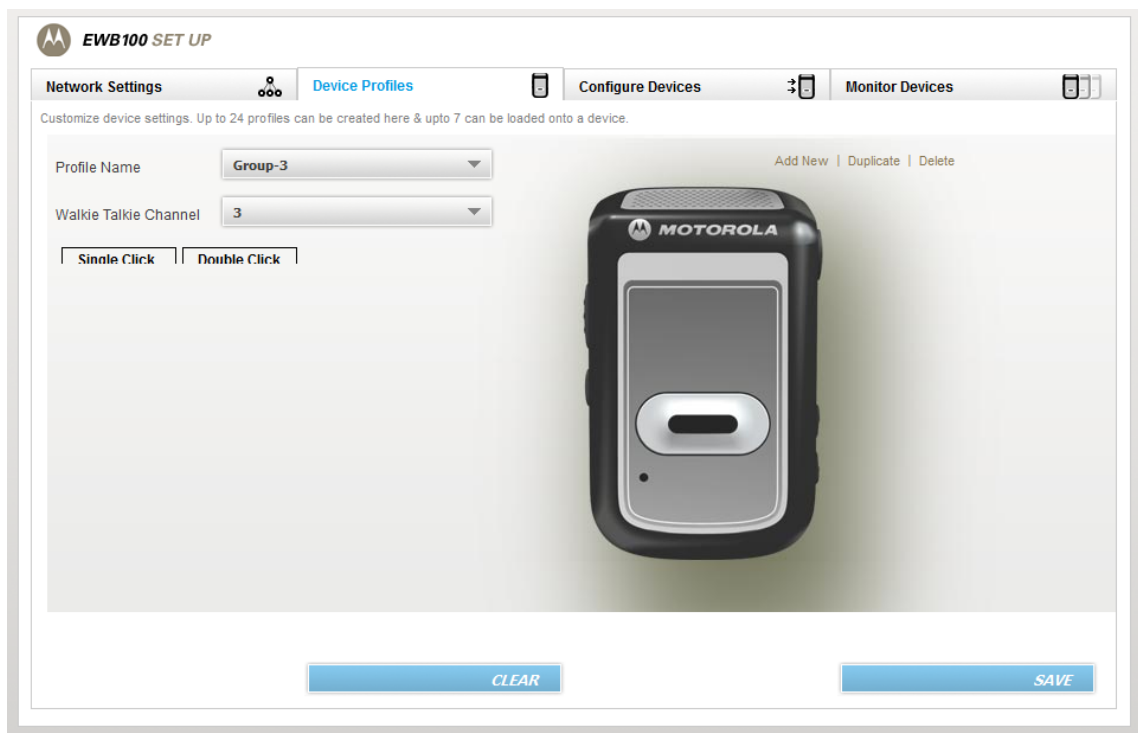 EWB100 SET UP
Network Settings
Device Profiles
Configure Devices
Monitor Devices
Customize device settings. Up to 24 profiles can be created here & upto 7 can be loaded onto a device.
Profile Name
Group-3
Add New | Duplicate | Delete
Walkie Talkie Channel
3
MOTOROLA
Single Click
Double Click
CLEAR
SAVE